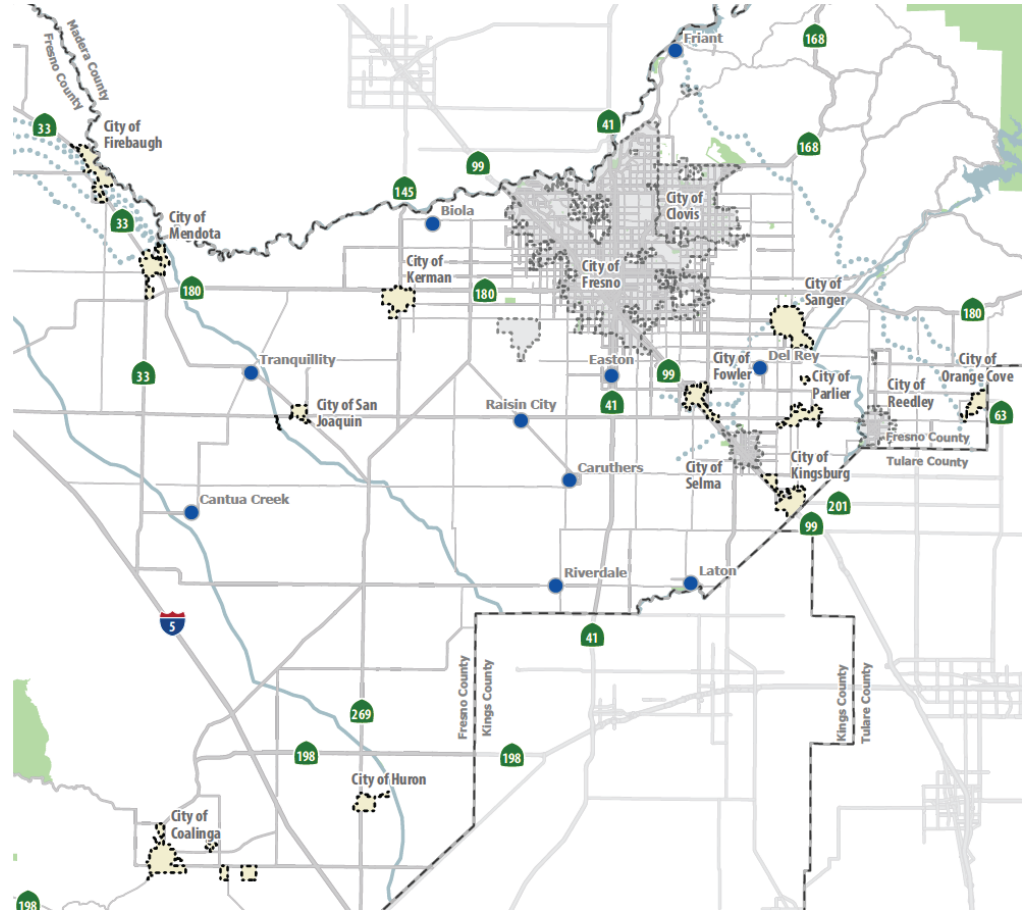 Friant
168
Madera County
Fresno County
33
City of
Firebaugh
41
168
99
145
City of
Clovis
Biola
33
City of
Mendota
City of
Kerman
City of
Fresno
City of
Sanger
180
180
180
Tranquillity
33
Easton
99
City of
Fowler
Del Rey
City of
Parlier
City of
Orange Cove
City of
Reedley
City of San
Joaquin
Raisin City
41
63
Fresno County
Tulare County
City of
Selma
City of
Kingsburg
Caruthers
Cantua Creek
201
99
Riverdale
Laton
5
41
Fresno County
Kings County
Kings County
Tulare County
269
198
198
City of Huron
City of
Coalinga
198